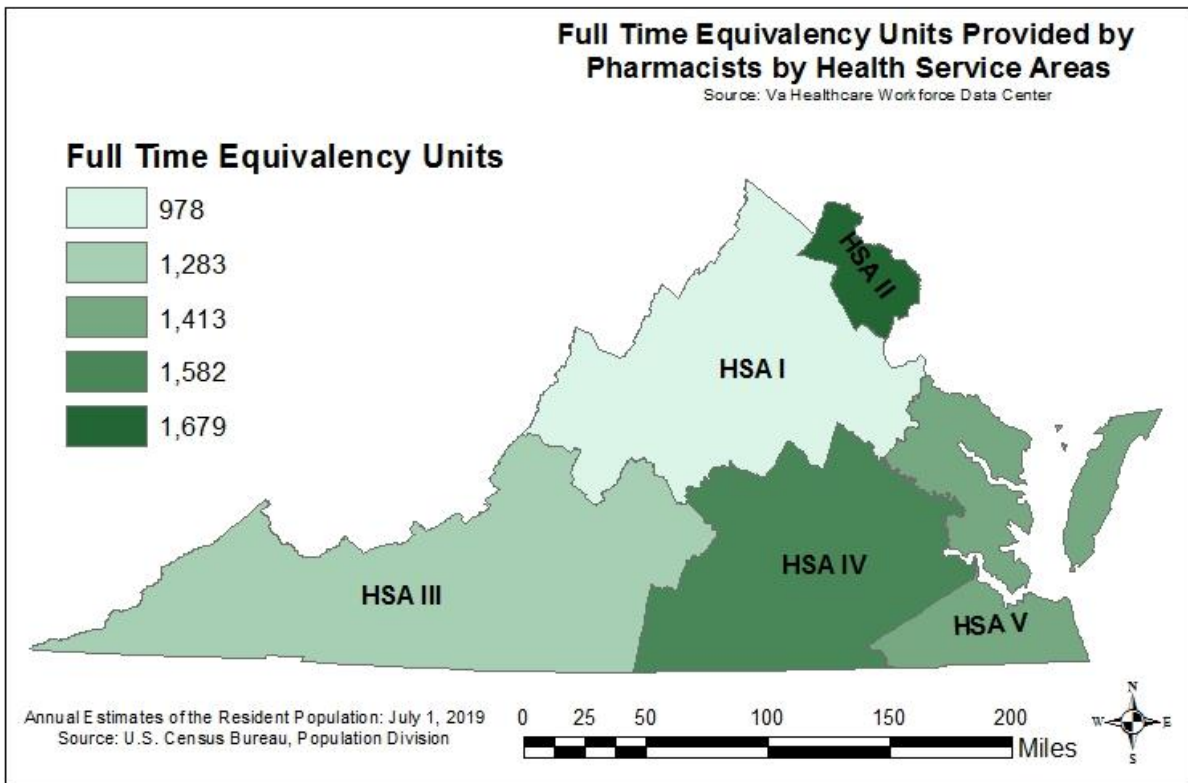 Full Time Equivalency Units Provided by
Pharmacists by Health Service Areas
Source: Va Healthcare Workforce Data Center
Full Time Equivalency Units
978
1,283
1,413
1,582
1,679
HSA II
HSA I
HSA IV
HSA III
HSA V
Annual Estimates of the Resident Population: July 1, 2019
Source: U.S. Census Bureau, Population Division
0 25 50 100 150 200
Miles
N
W E
S